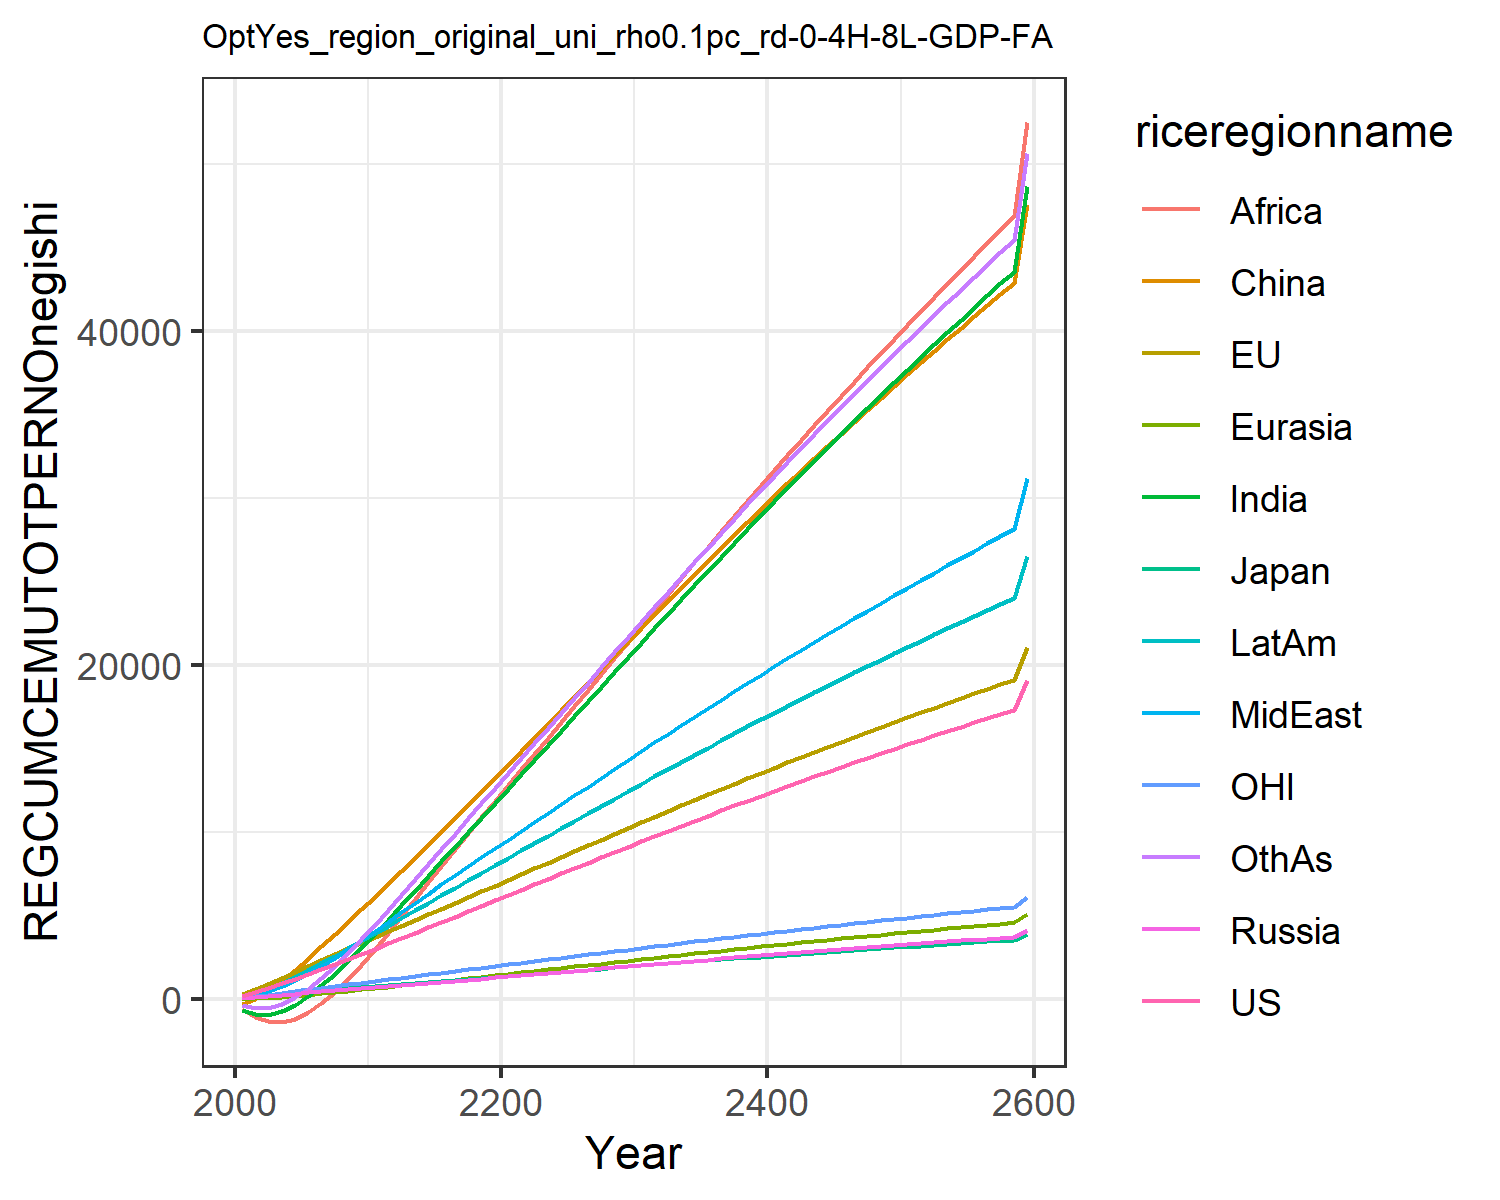 OptYes_region_original_uni_rho0.1pc_rd-0-4H-8L-GDP-FA
REGCUMCEMUTOTPERNOnegishi
40000
20000
0
2000
2200
2400
2600
Year
riceregionname
Africa
China
EU
Eurasia
India
Japan
LatAm
MidEast
OHI
OthAs
Russia
US